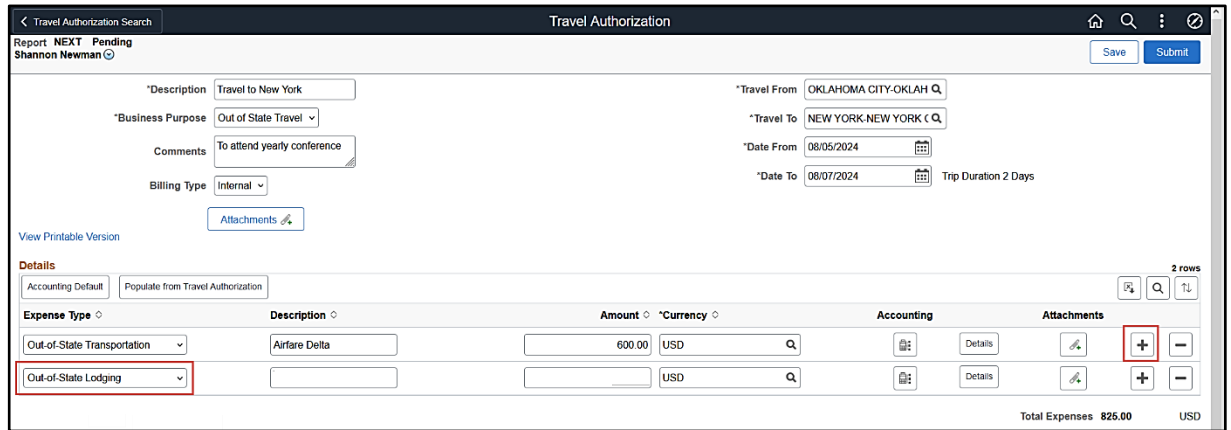 Travel Authorization Search
Travel Authorization
Report NEXT Pending
Shannon Newman
Save Submit
*Description Travel to New York
*Travel From OKLAHOMA CITY-OKLAH
*Business Purpose Out of State Travel
*Travel To NEW YORK-NEW YORK (
Comments To attend yearly conference
*Date From 08/05/2024
*Date To 08/07/2024 Trip Duration 2 Days
Billing Type Internal
Attachments
View Printable Version
Details
2 rows
Accounting Default Populate from Travel Authorization
Expense Type Description Amount *Currency Accounting Attachments
Out-of-State Transportation Airfare Delta 600.00 USD Details
Out-of-State Lodging USD Details
Total Expenses 825.00 USD